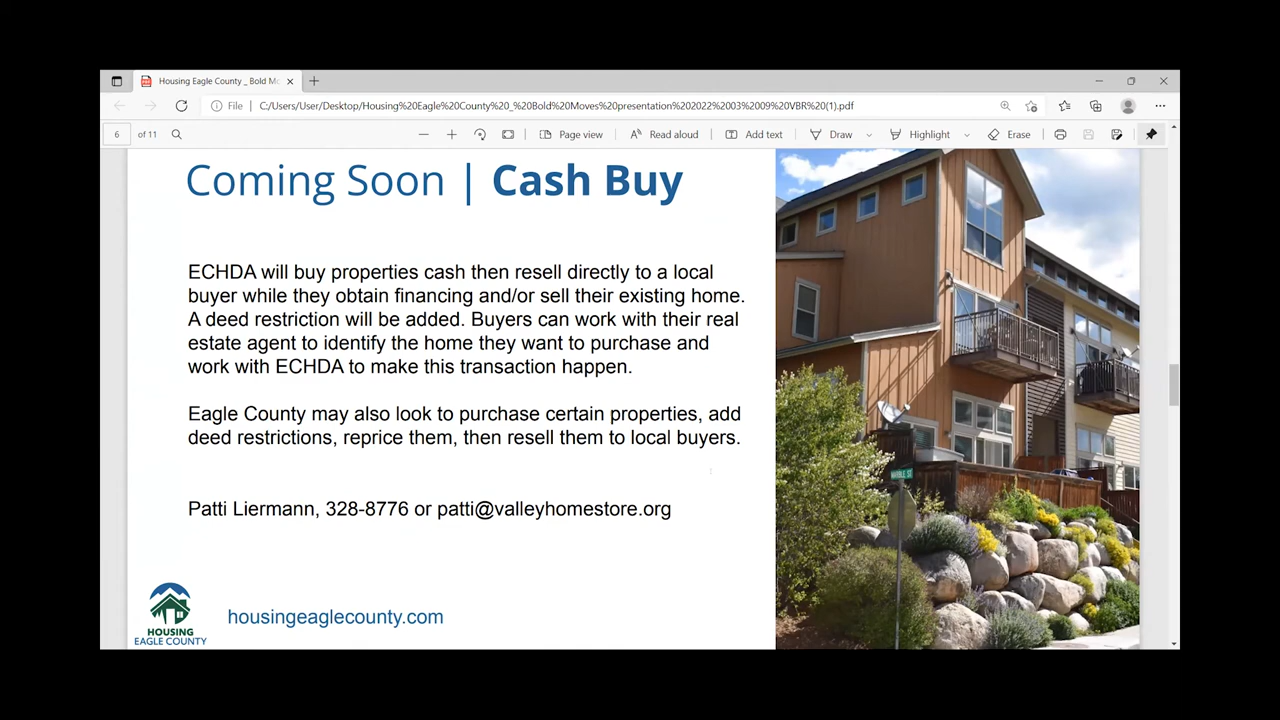 Housing Eagle County _ Bold Mo
File
C:/Users/User/Desktop/Housing%20Eagle%20County%20_%20Bold%20Moves%20presentation%202022%2003%2009%20VBR%20(1).pdf
6 of 11
Page view
Read aloud
Add text
Draw
Highlight
Erase
Coming Soon | Cash Buy
ECHDA will buy properties cash then resell directly to a local
buyer while they obtain financing and/or sell their existing home.
A deed restriction will be added. Buyers can work with their real
estate agent to identify the home they want to purchase and
work with ECHDA to make this transaction happen.
Eagle County may also look to purchase certain properties, add
deed restrictions, reprice them, then resell them to local buyers.
Patti Liermann, 328-8776 or patti@valleyhomestore.org
MARBLE ST
HOUSING
EAGLE COUNTY
housingeaglecounty.com